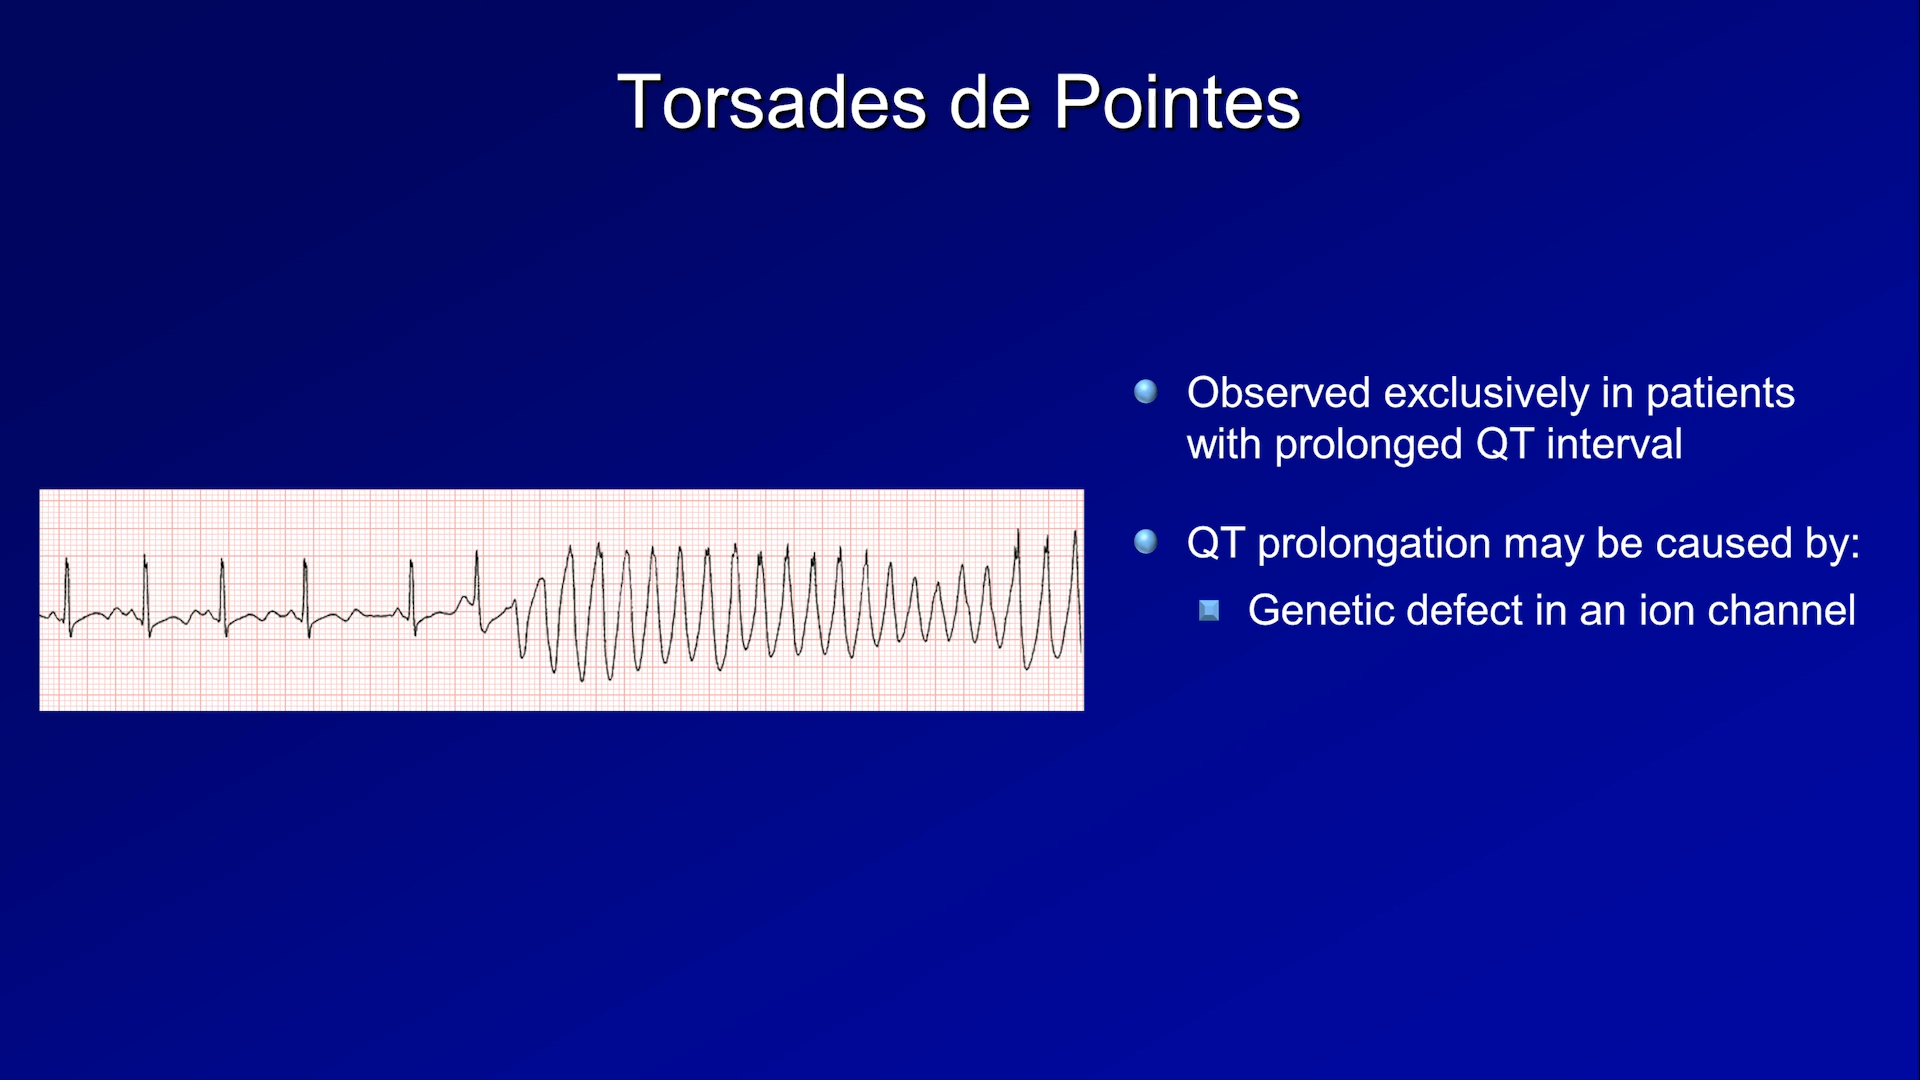 Torsades de Pointes
Observed exclusively in patients
with prolonged QT interval
QT prolongation may be caused by:
Genetic defect in an ion channel